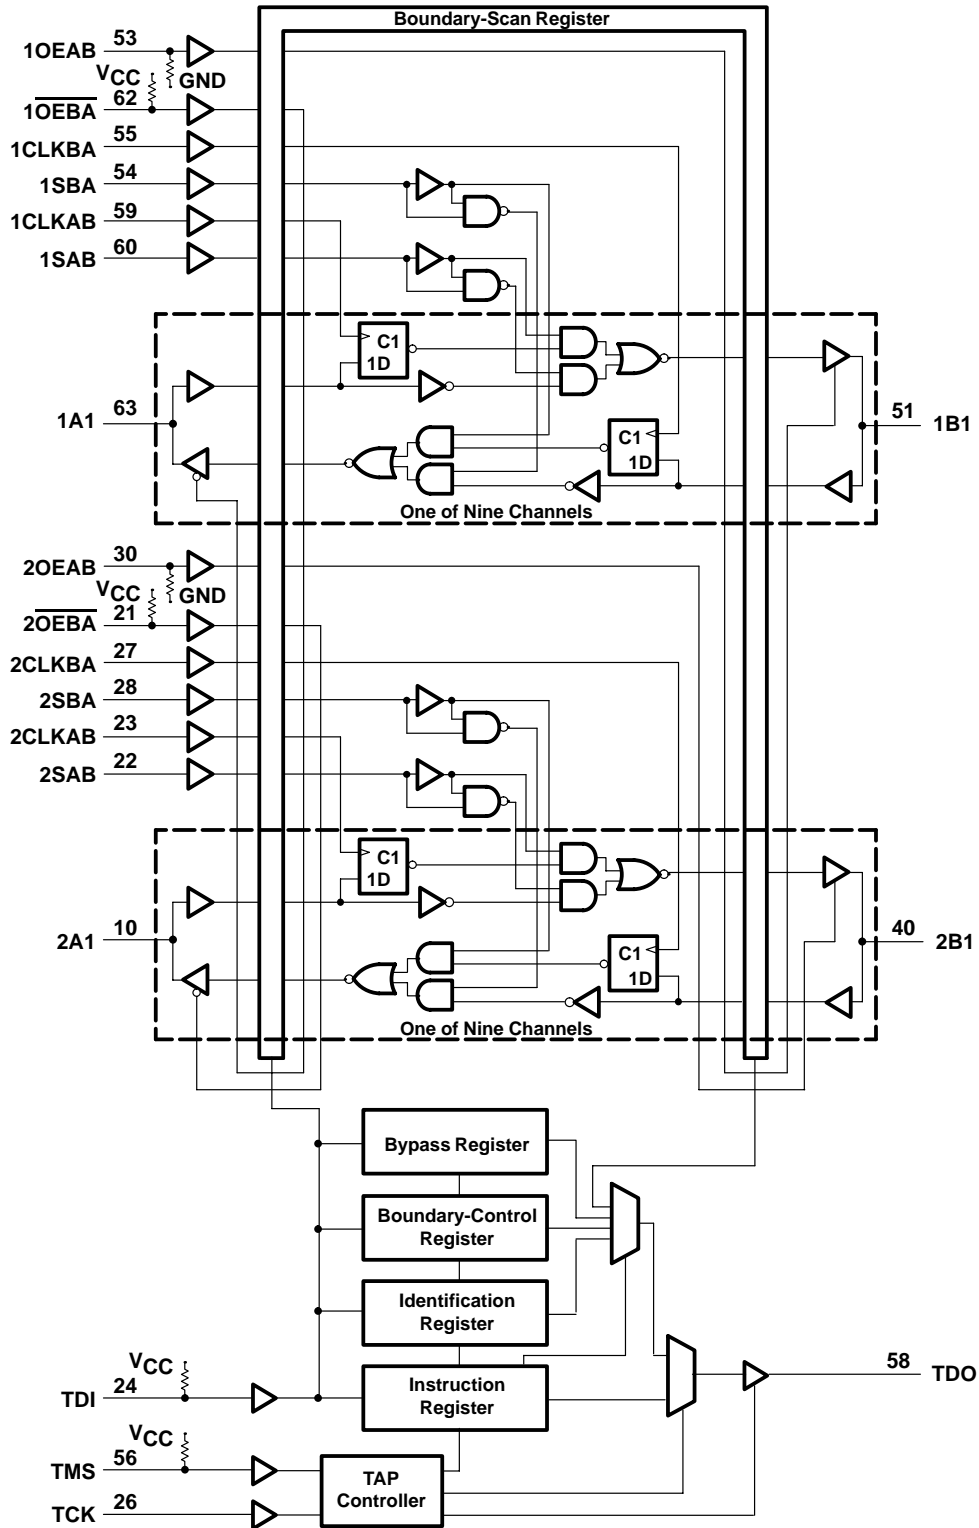 Boundary-Scan Register
1OEAB 53
VCC
GND
1OEBA 62
1CLKBA 55
1SBA 54
1CLKAB 59
1SAB 60
C1
1D
1A1 63
51 1B1
C1
1D
One of Nine Channels
2OEAB 30
VCC
GND
2OEBA 21
2CLKBA 27
2SBA 28
2CLKAB 23
2SAB 22
C1
1D
2A1 10
40 2B1
C1
1D
One of Nine Channels
Bypass Register
Boundary-Control
Register
Identification
Register
VCC
TDI 24
Instruction
Register
58 TDO
VCC
TMS 56
TAP
Controller
TCK 26